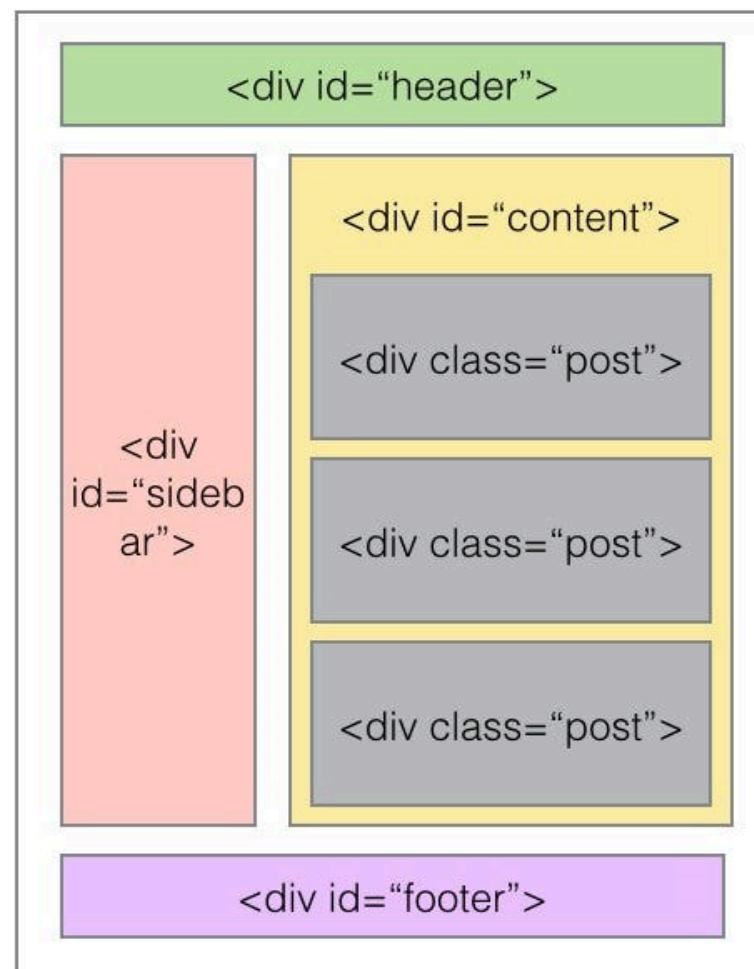 <div id=“header”>
<div
id=“sideb
ar”>
<div id=“content”>
<div class=“post”>
<div class=“post”>
<div class=“post”>
<div id=“footer”>